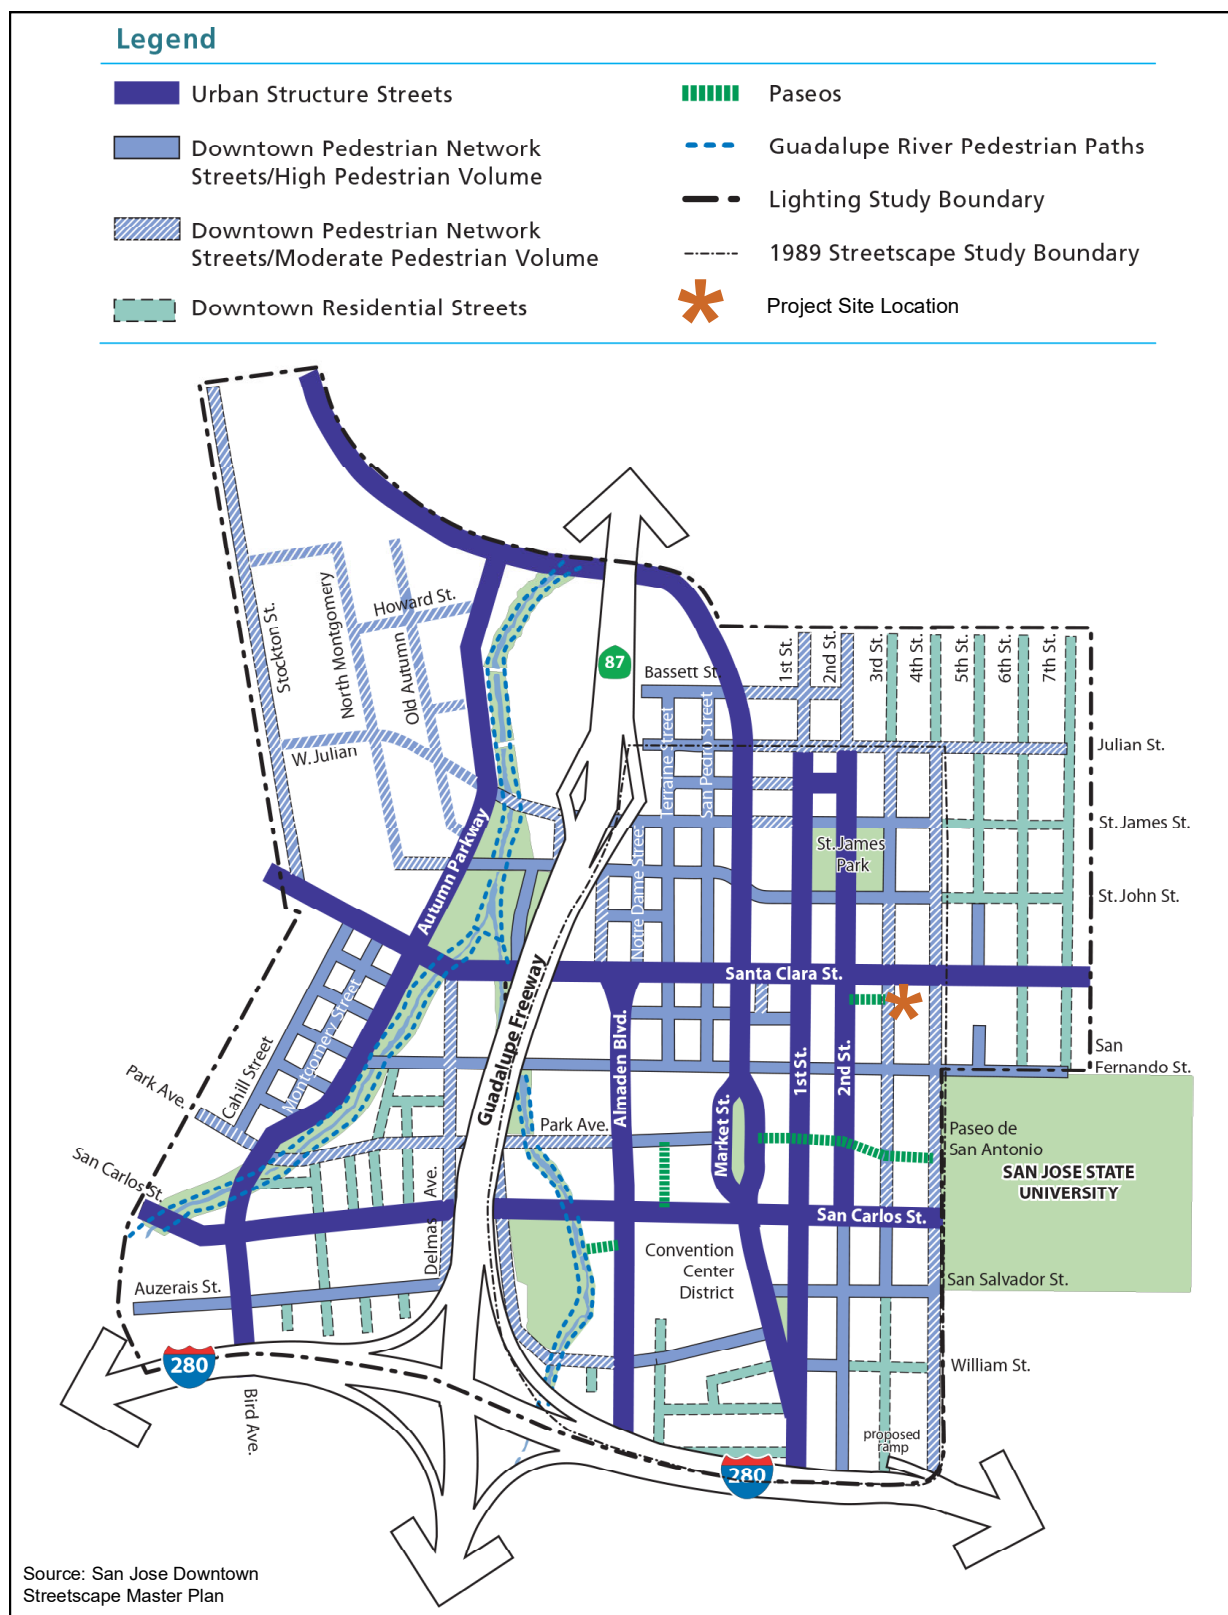 Legend
Urban Structure Streets
Downtown Pedestrian Network
Streets/High Pedestrian Volume
Downtown Pedestrian Network
Streets/Moderate Pedestrian Volume
Downtown Residential Streets
Paseos
Guadalupe River Pedestrian Paths
Lighting Study Boundary
1989 Streetscape Study Boundary
Project Site Location
Stockton St.
North Montgomery
Howard St.
Old Autumn
W. Julian
87
Bassett St.
1st St.
2nd St.
3rd St.
4th St.
5th St.
6th St.
7th St.
Terraine Street
San Pedro Street
Julian St.
St. James St.
St. James
Park
Autumn Parkway
Notre Dame Street
St. John St.
Guadalupe Freeway
Santa Clara St.
Montgomery Street
Cahill Street
Park Ave.
Almaden Blvd.
1st St.
2nd St.
San
Fernando St.
Park Ave.
Market St.
Paseo de
San Antonio
SAN JOSE STATE
UNIVERSITY
San Carlos St.
Delmas Ave.
San Carlos St.
Convention
Center
District
Auzerais St.
San Salvador St.
280
Bird Ave.
William St.
proposed
ramp
280
Source: San Jose Downtown
Streetscape Master Plan